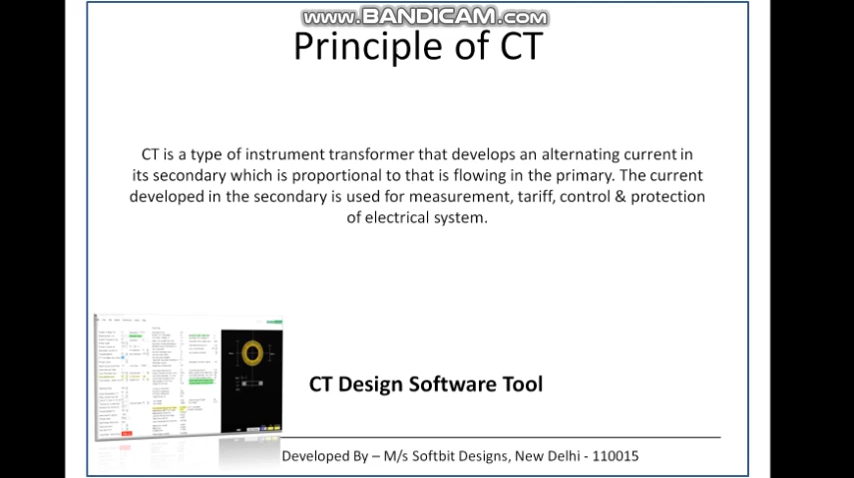 www.BANDICAM.com
Principle of CT
CT is a type of instrument transformer that develops an alternating current in
its secondary which is proportional to that is flowing in the primary. The current
developed in the secondary is used for measurement, tariff, control & protection
of electrical system.
CT Design Software Tool
Developed By – M/s Softbit Designs, New Delhi - 110015